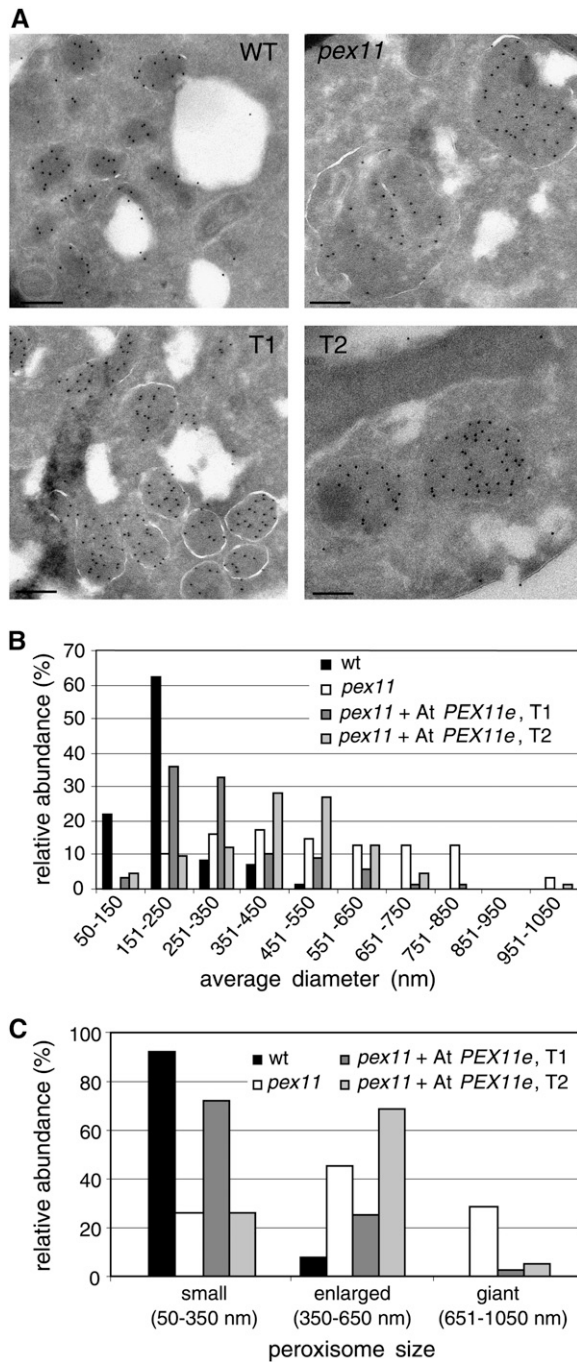 A
WT
pex11
T1
T2
B
relative abundance (%)
70
60
50
40
30
20
10
0
wt
pex11
pex11 + At PEX11e, T1
pex11 + At PEX11e, T2
50-150
151-250
251-350
351-450
451-550
551-650
651-750
751-850
851-950
951-1050
average diameter (nm)
C
relative abundance (%)
100
80
60
40
20
0
wt
pex11
pex11 + At PEX11e, T1
pex11 + At PEX11e, T2
small
(50-350 nm)
enlarged
(350-650 nm)
giant
(651-1050 nm)
peroxisome size